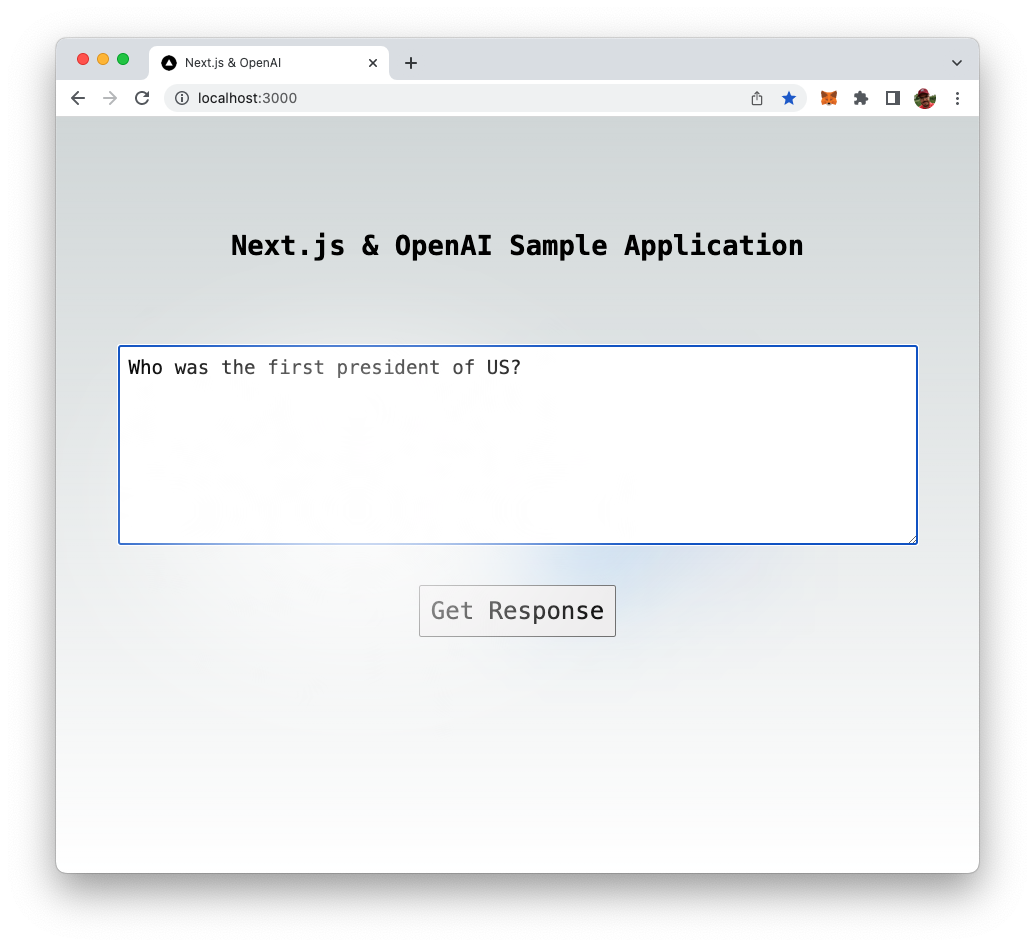 Next.js & OpenAI
localhost:3000
Next.js & OpenAI Sample Application
Who was the first president of US?
Get Response